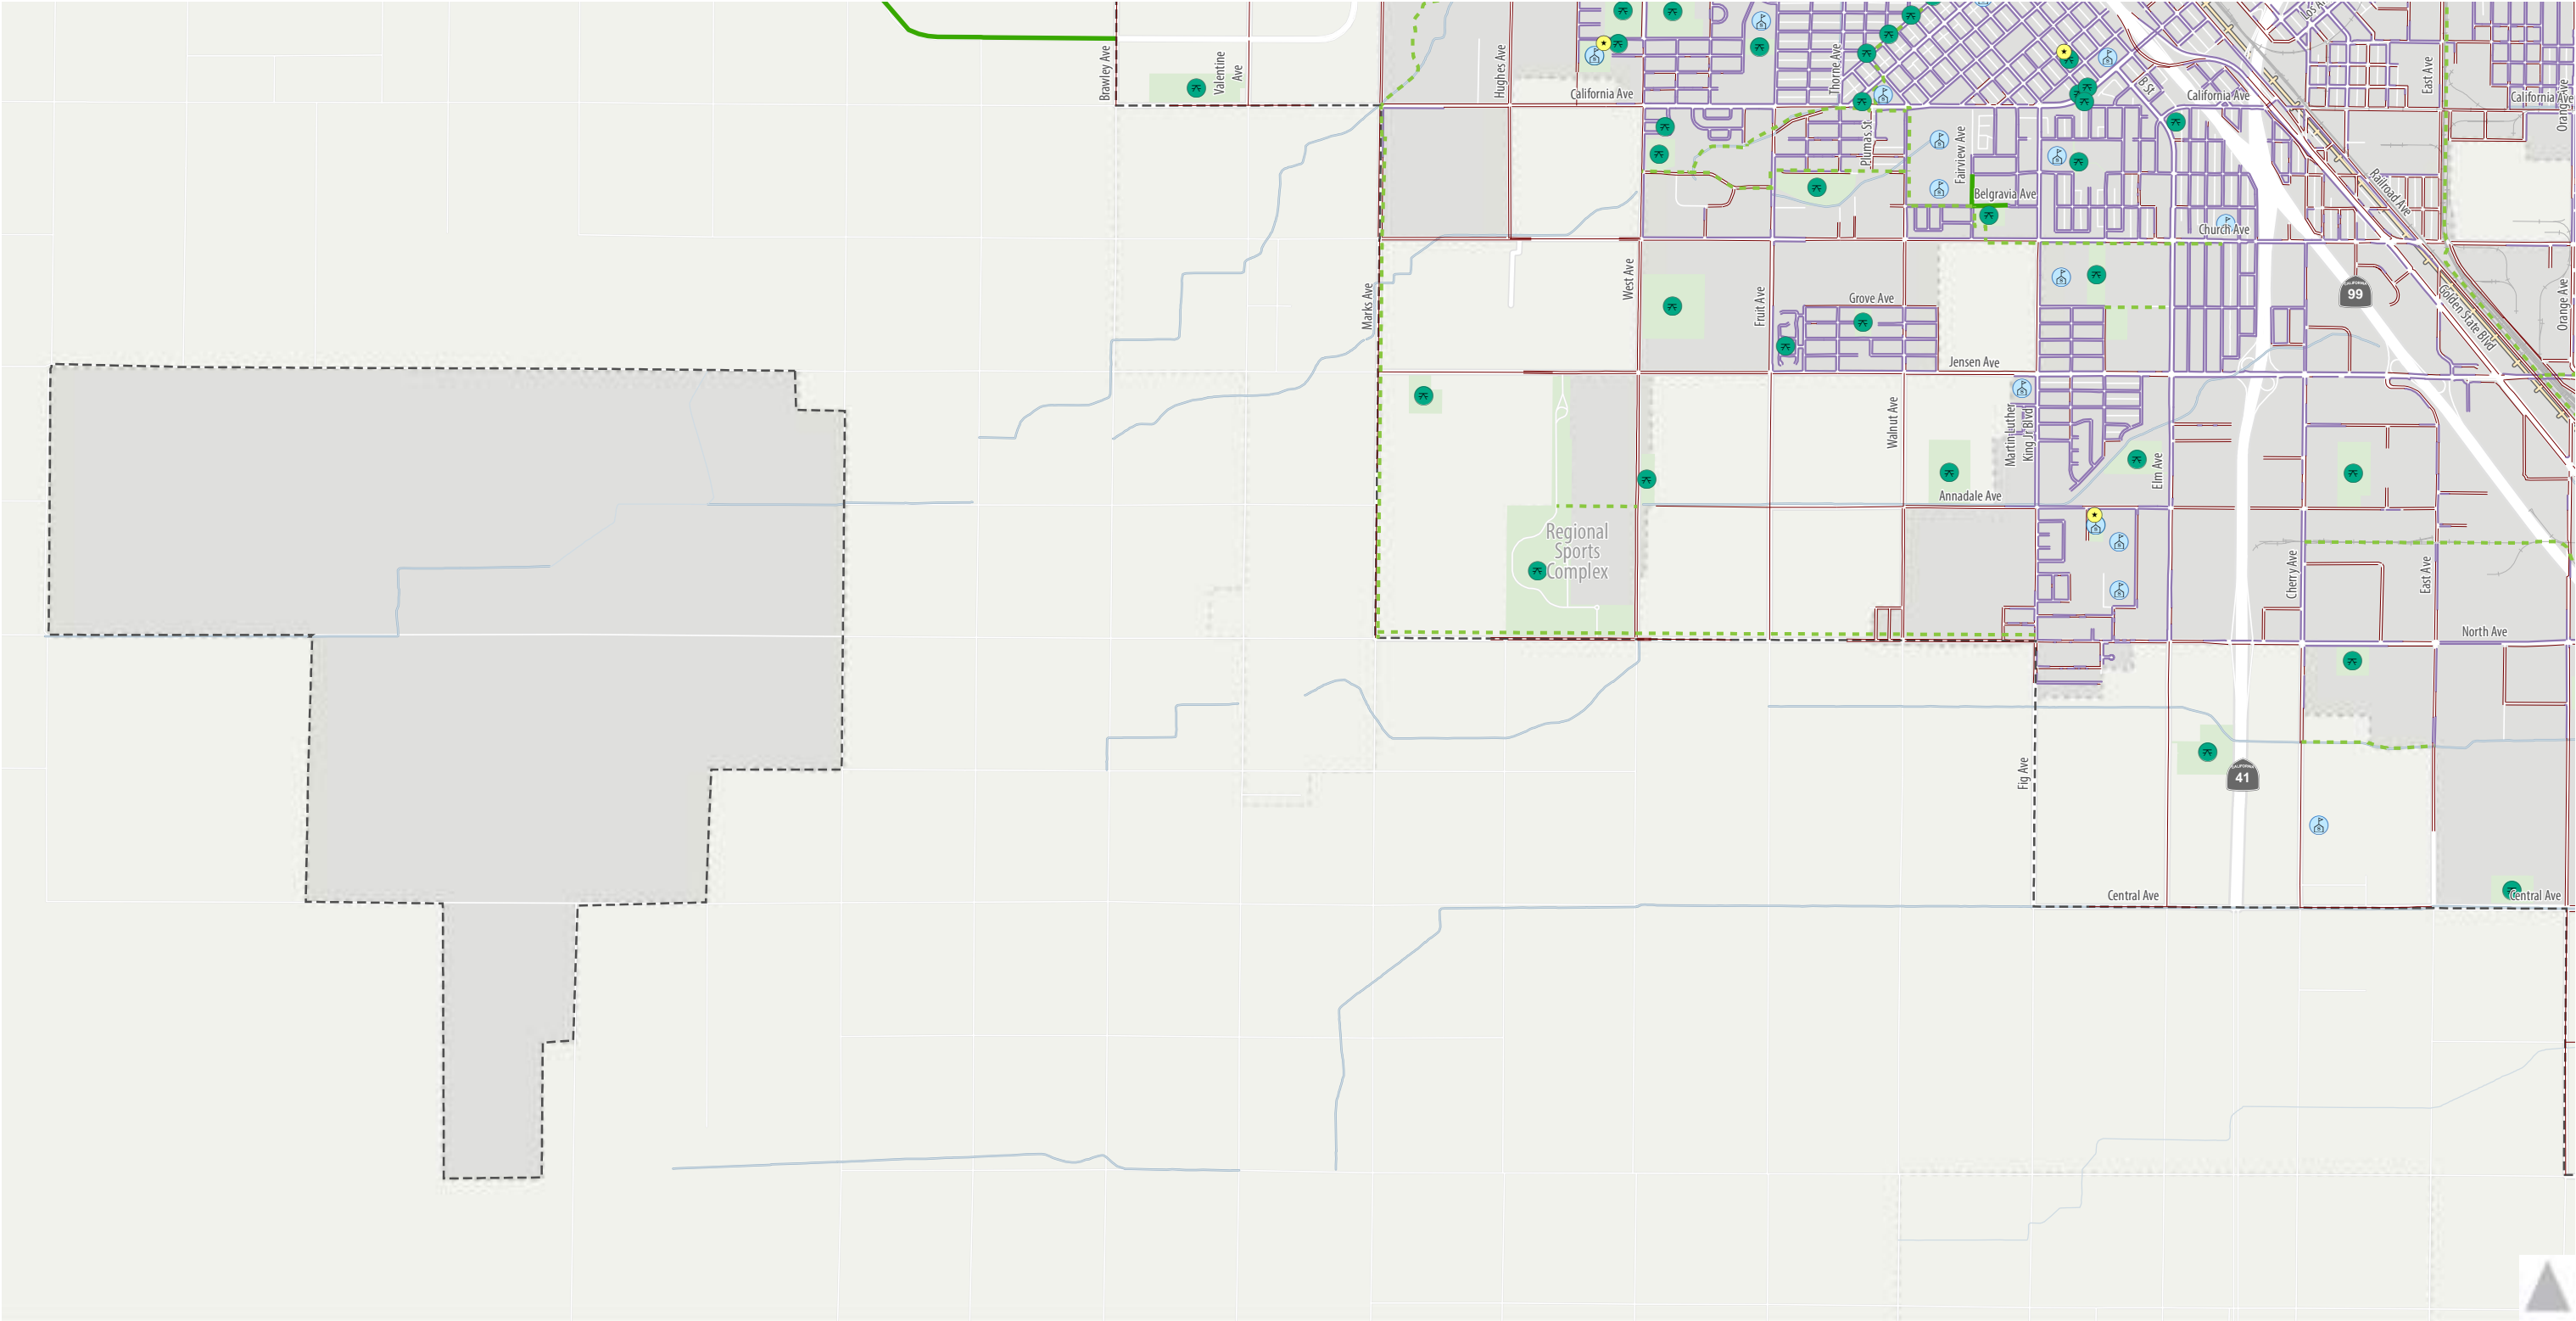 Los A
Brawley Ave
Valentine
Ave
Hughes Ave
California Ave
Thorne Ave
B St
California Ave
East Ave
California Ave
Orange Ave
Plumas St
Fairview Ave
Belgravia Ave
Railroad Ave
Church Ave
Marks Ave
West Ave
Fruit Ave
Grove Ave
CALIFORNIA
99
Golden State Blvd
Orange Ave
Jensen Ave
Walnut Ave
Martin Luther
King Jr Blvd
Elm Ave
Annadale Ave
Regional
Sports
Complex
Cherry Ave
East Ave
North Ave
Fig Ave
CALIFORNIA
41
Central Ave
Central Ave